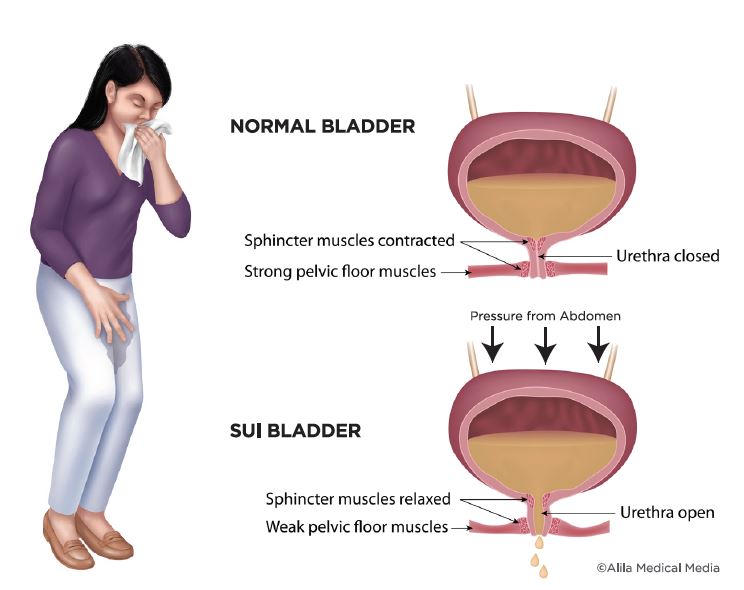 NORMAL BLADDER
Sphincter muscles contracted
Urethra closed
Strong pelvic floor muscles
Pressure from Abdomen
SUI BLADDER
Sphincter muscles relaxed
Urethra open
Weak pelvic floor muscles
©Alila Medical Media